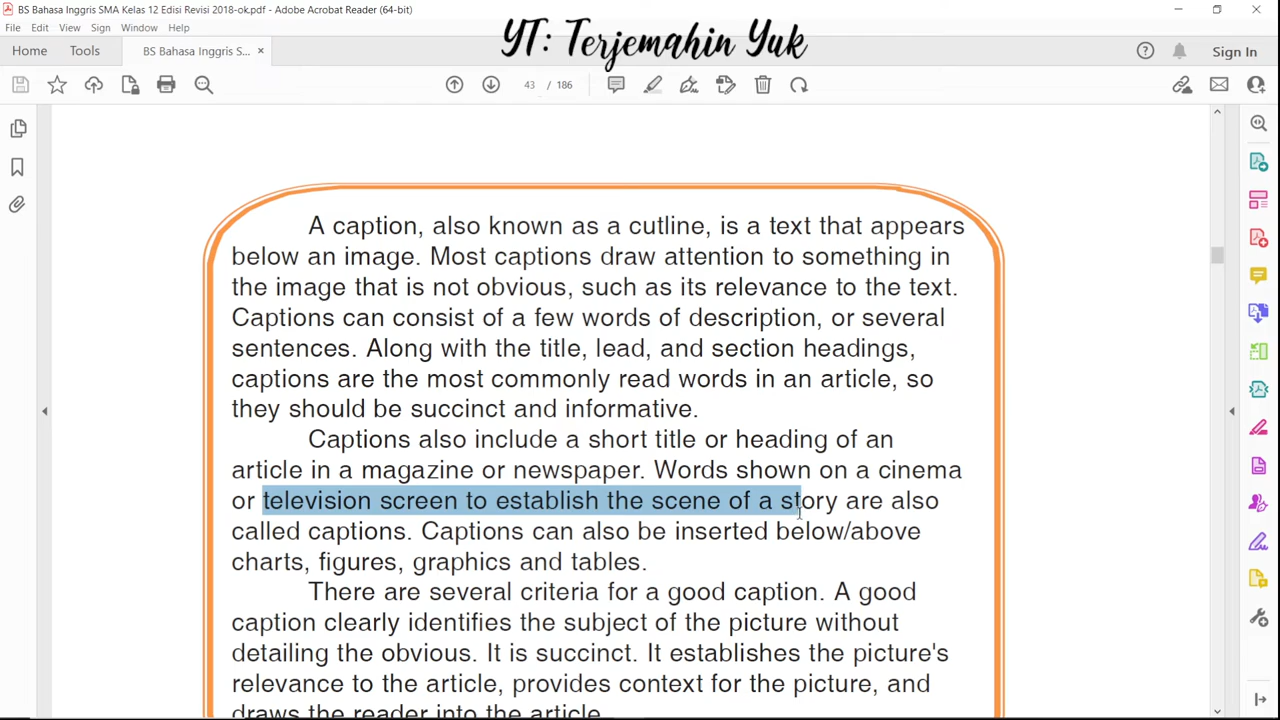 BS Bahasa Inggris SMA Kelas 12 Edisi Revisi 2018-ok.pdf - Adobe Acrobat Reader (64-bit)
File Edit View Sign Window Help
YT: Terjemahin Yuk
Home Tools BS Bahasa Inggris S... × Sign In
43 / 186
A caption, also known as a cutline, is a text that appears
below an image. Most captions draw attention to something in
the image that is not obvious, such as its relevance to the text.
Captions can consist of a few words of description, or several
sentences. Along with the title, lead, and section headings,
captions are the most commonly read words in an article, so
they should be succinct and informative.
Captions also include a short title or heading of an
article in a magazine or newspaper. Words shown on a cinema
or television screen to establish the scene of a story are also
called captions. Captions can also be inserted below/above
charts, figures, graphics and tables.
There are several criteria for a good caption. A good
caption clearly identifies the subject of the picture without
detailing the obvious. It is succinct. It establishes the picture's
relevance to the article, provides context for the picture, and
draws the reader into the article.